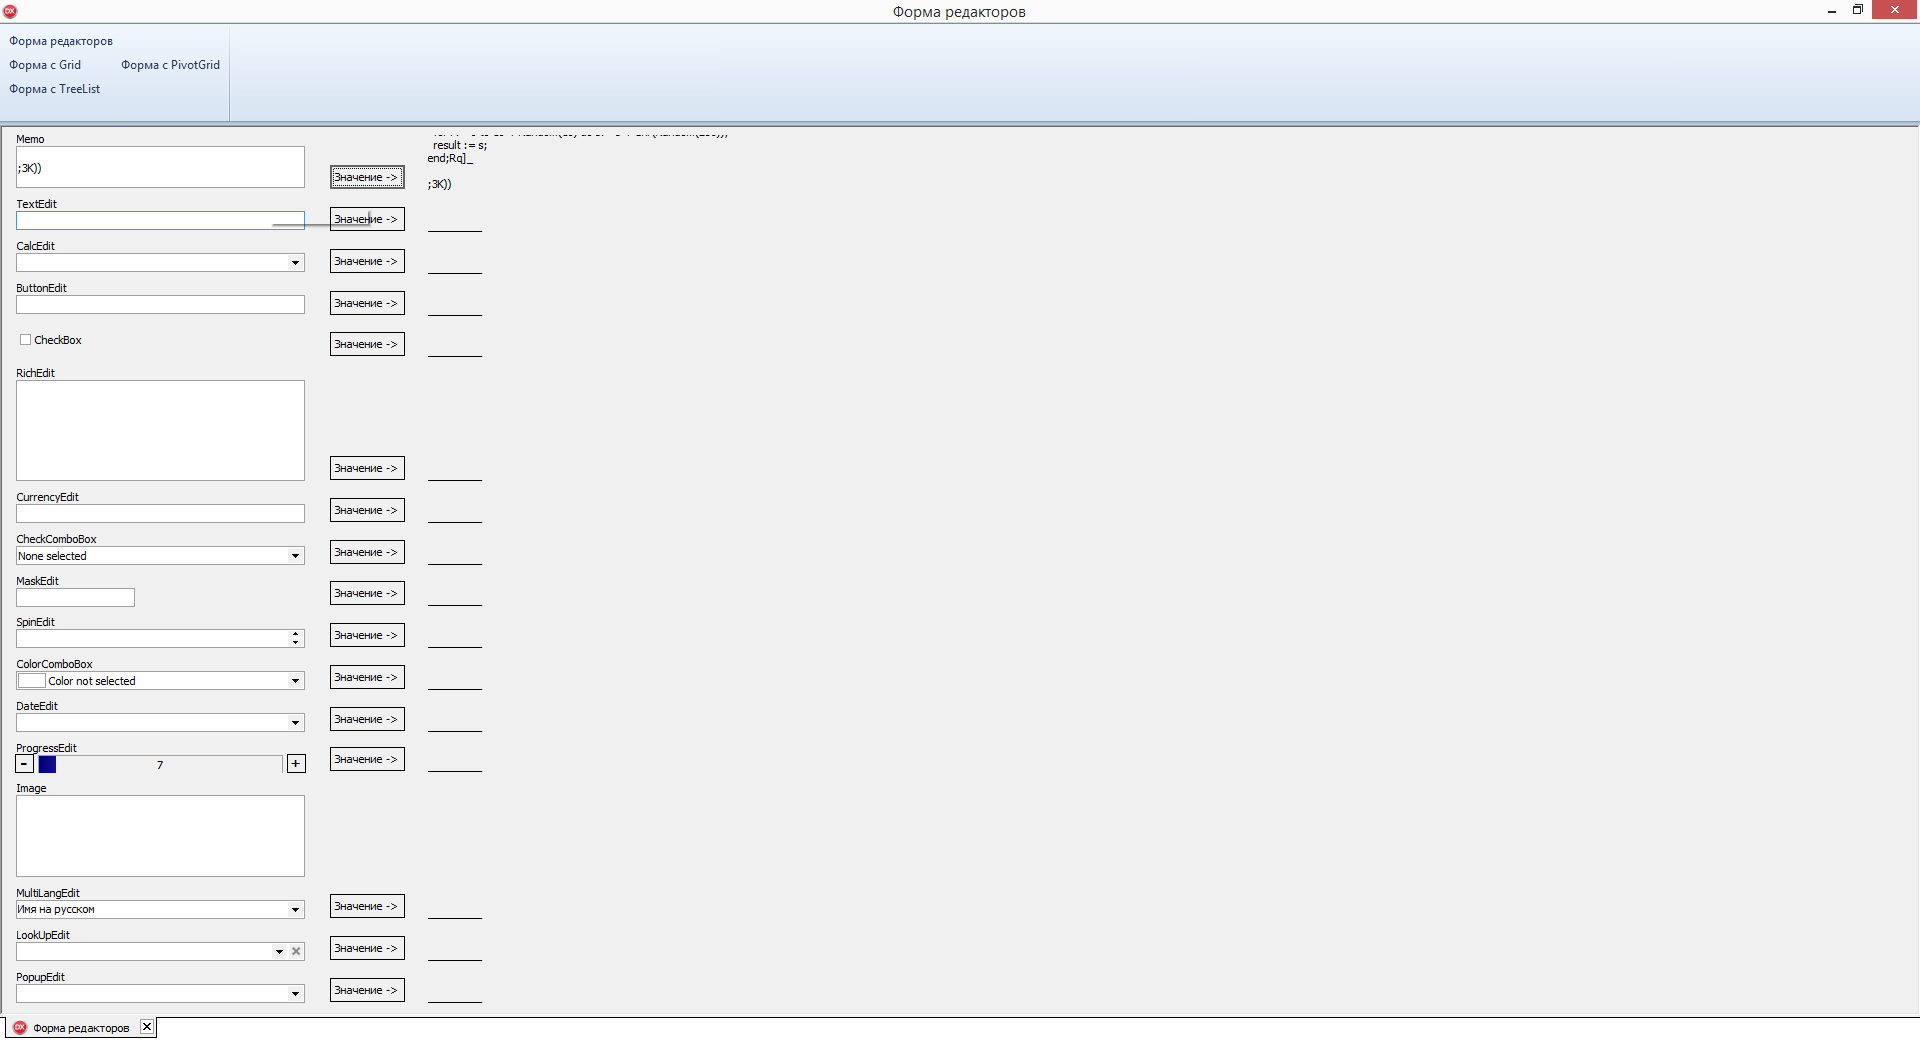 Форма редакторов
Форма редакторов
Форма с Grid
Форма с PivotGrid
Форма с TreeList
Memo
;3K))
Значение ->
result := s;
end;Rq]_
;3K))
TextEdit
Значение ->
CalcEdit
Значение ->
ButtonEdit
Значение ->
CheckBox
Значение ->
RichEdit
Значение ->
CurrencyEdit
Значение ->
CheckComboBox
None selected
Значение ->
MaskEdit
Значение ->
SpinEdit
Значение ->
ColorComboBox
Color not selected
Значение ->
DateEdit
Значение ->
ProgressEdit
-
7
+
Значение ->
Image
MultiLangEdit
Имя на русском
Значение ->
LookUpEdit
Значение ->
PopupEdit
Значение ->
DX Форма редакторов